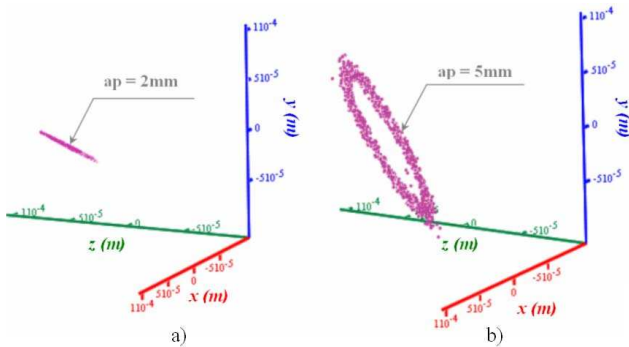 110⁻⁴
510⁻⁵
0
-510⁻⁵
y (m)
ap = 2mm
110⁻⁴
510⁻⁵
0
-510⁻⁵
z (m)
-510⁻⁵
0
510⁻⁵
110⁻⁴
x (m)
a)
110⁻⁴
510⁻⁵
0
-510⁻⁵
y (m)
ap = 5mm
110⁻⁴
0
-510⁻⁵
z (m)
-510⁻⁵
0
510⁻⁵
110⁻⁴
x (m)
b)